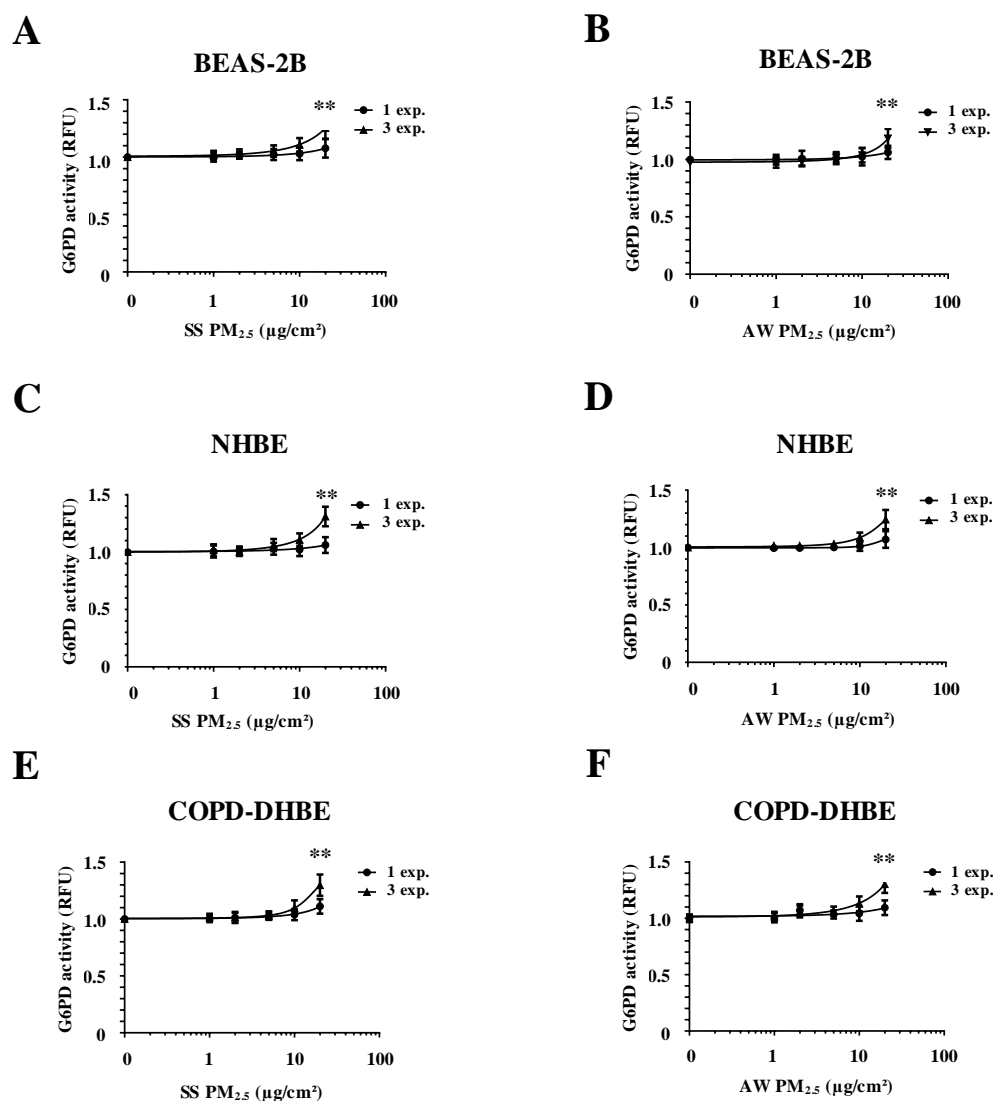 A
BEAS-2B
**
1 exp.
3 exp.
G6PD activity (RFU)
1.5
1.0
0.5
0
0 1 10 100
SS PM2.5 (µg/cm²)
B
BEAS-2B
**
1 exp.
3 exp.
G6PD activity (RFU)
1.5
1.0
0.5
0
0 1 10 100
AW PM2.5 (µg/cm²)
C
NHBE
**
1 exp.
3 exp.
G6PD activity (RFU)
1.5
1.0
0.5
0
0 1 10 100
SS PM2.5 (µg/cm²)
D
NHBE
**
1 exp.
3 exp.
G6PD activity (RFU)
1.5
1.0
0.5
0
0 1 10 100
AW PM2.5 (µg/cm²)
E
COPD-DHBE
**
1 exp.
3 exp.
G6PD activity (RFU)
1.5
1.0
0.5
0
0 1 10 100
SS PM2.5 (µg/cm²)
F
COPD-DHBE
**
1 exp.
3 exp.
G6PD activity (RFU)
1.5
1.0
0.5
0
0 1 10 100
AW PM2.5 (µg/cm²)